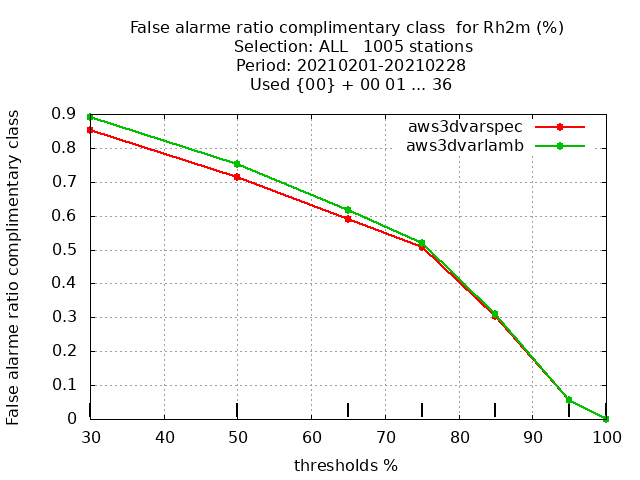 False alarme ratio complimentary class  for Rh2m (%)
Selection: ALL   1005 stations
Period: 20210201-20210228
Used {00} + 00 01 ... 36
False alarme ratio complimentary class
aws3dvarspec
aws3dvarlamb
0.9
0.8
0.7
0.6
0.5
0.4
0.3
0.2
0.1
0
30 40 50 60 70 80 90 100
thresholds %